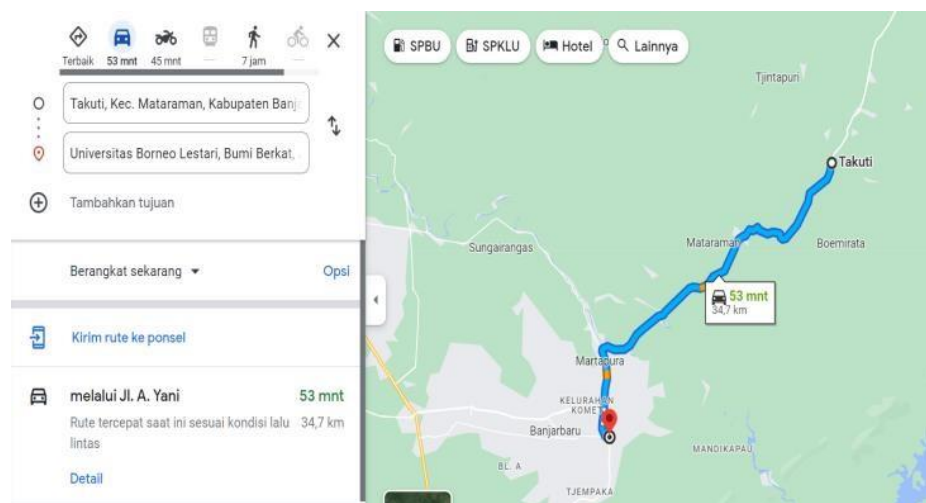 Terbaik 53 mnt 45 mnt — 7 jam —
Takuti, Kec. Mataraman, Kabupaten Banj
Universitas Borneo Lestari, Bumi Berkat,
Tambahkan tujuan
Berangkat sekarang
Opsi
Kirim rute ke ponsel
melalui Jl. A. Yani 53 mnt
Rute tercepat saat ini sesuai kondisi lalu 34,7 km
lintas
Detail
SPBU SPKLU Hotel Lainnya
Tjintapuri
Takuti
Mataraman
Boemirata
Sungairangas
53 mnt
34,7 km
Martapura
KELURAHAN
KOMET
Banjarbaru
MANDIKAPAU
BL. A
TJEMPAKA